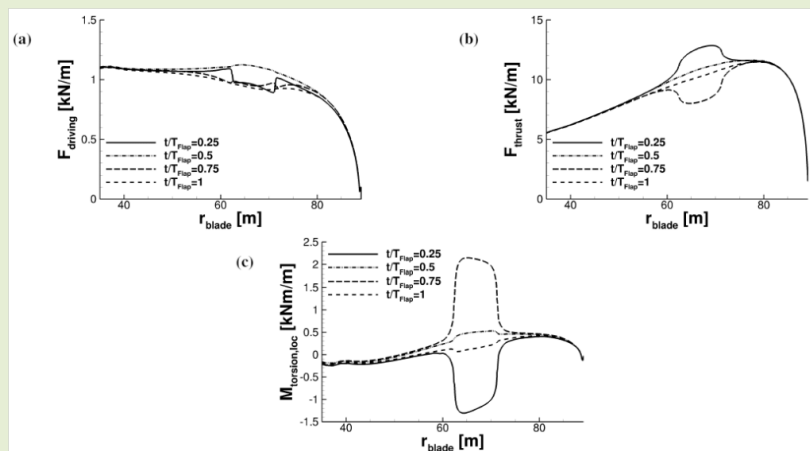 (a)
1.5
1
0.5
0
F_driving [kN/m]
t/T_Flap=0.25
t/T_Flap=0.5
t/T_Flap=0.75
t/T_Flap=1
40 60 80
r_blade [m]
(b)
15
10
5
0
F_thrust [kN/m]
t/T_Flap=0.25
t/T_Flap=0.5
t/T_Flap=0.75
t/T_Flap=1
40 60 80
r_blade [m]
(c)
2.5
2
1.5
1
0.5
0
-0.5
-1
-1.5
M_torsion,loc [kNm/m]
t/T_Flap=0.25
t/T_Flap=0.5
t/T_Flap=0.75
t/T_Flap=1
40 60 80
r_blade [m]